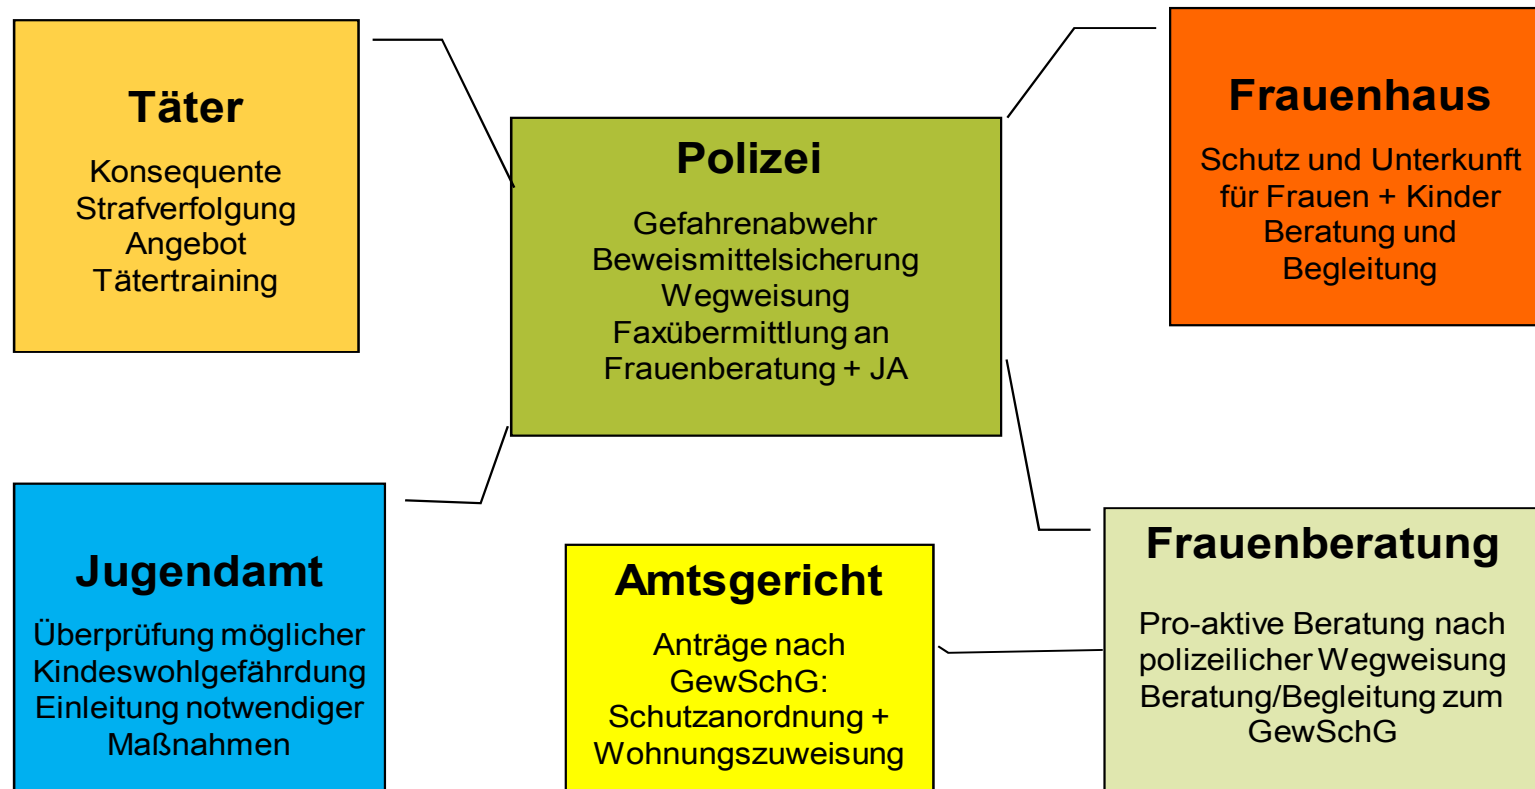 Täter
Konsequente
Strafverfolgung
Angebot
Tätertraining
Polizei
Gefahrenabwehr
Beweismittelsicherung
Wegweisung
Faxübermittlung an
Frauenberatung + JA
Frauenhaus
Schutz und Unterkunft
für Frauen + Kinder
Beratung und
Begleitung
Jugendamt
Überprüfung möglicher
Kindeswohlgefährdung
Einleitung notwendiger
Maßnahmen
Amtsgericht
Anträge nach
GewSchG:
Schutzanordnung +
Wohnungszuweisung
Frauenberatung
Pro-aktive Beratung nach
polizeilicher Wegweisung
Beratung/Begleitung zum
GewSchG